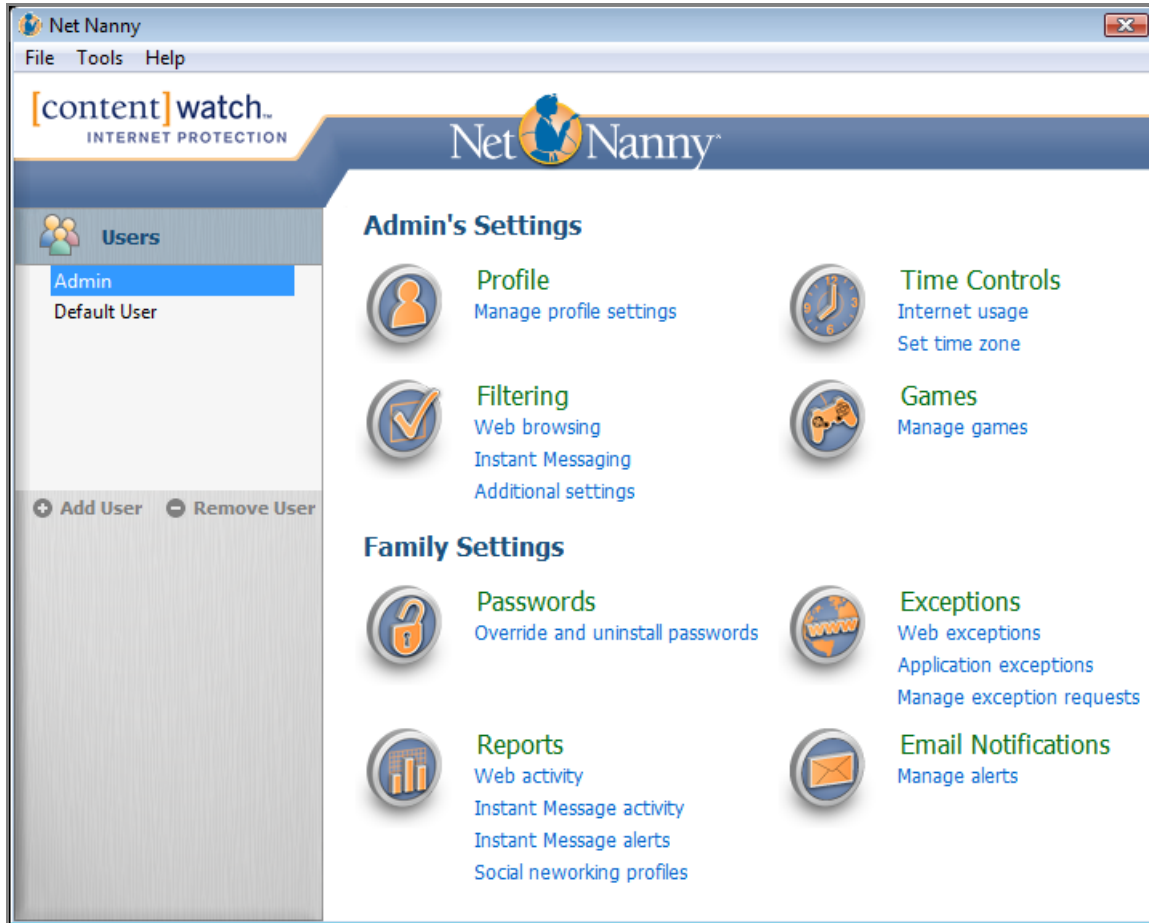 Net Nanny
File Tools Help
[content]watch™
INTERNET PROTECTION
Net Nanny
Users
Admin
Default User
Add User Remove User
Admin's Settings
Profile
Manage profile settings
Time Controls
Internet usage
Set time zone
Filtering
Web browsing
Instant Messaging
Additional settings
Games
Manage games
Family Settings
Passwords
Override and uninstall passwords
Exceptions
Web exceptions
Application exceptions
Manage exception requests
Reports
Web activity
Instant Message activity
Instant Message alerts
Social neworking profiles
Email Notifications
Manage alerts